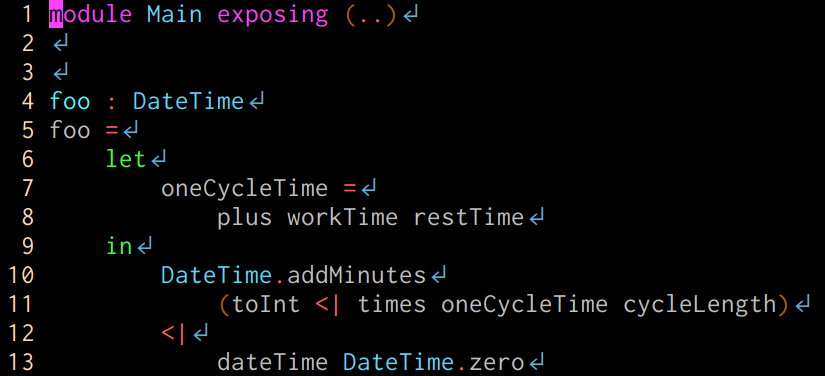 1 module Main exposing (..)↲
2 ↲
3 ↲
4 foo : DateTime↲
5 foo =↲
6     let↲
7         oneCycleTime =↲
8             plus workTime restTime↲
9     in↲
10         DateTime.addMinutes↲
11             (toInt <| times oneCycleTime cycleLength)↲
12         <|↲
13             dateTime DateTime.zero↲